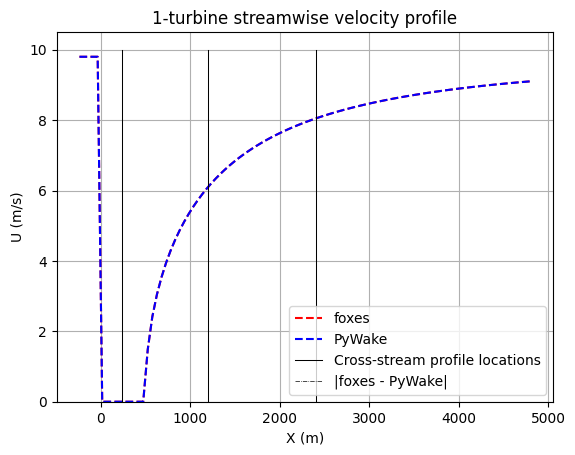 1-turbine streamwise velocity profile
U (m/s)
10
8
6
4
2
0
foxes
PyWake
Cross-stream profile locations
|foxes - PyWake|
0 1000 2000 3000 4000 5000
X (m)